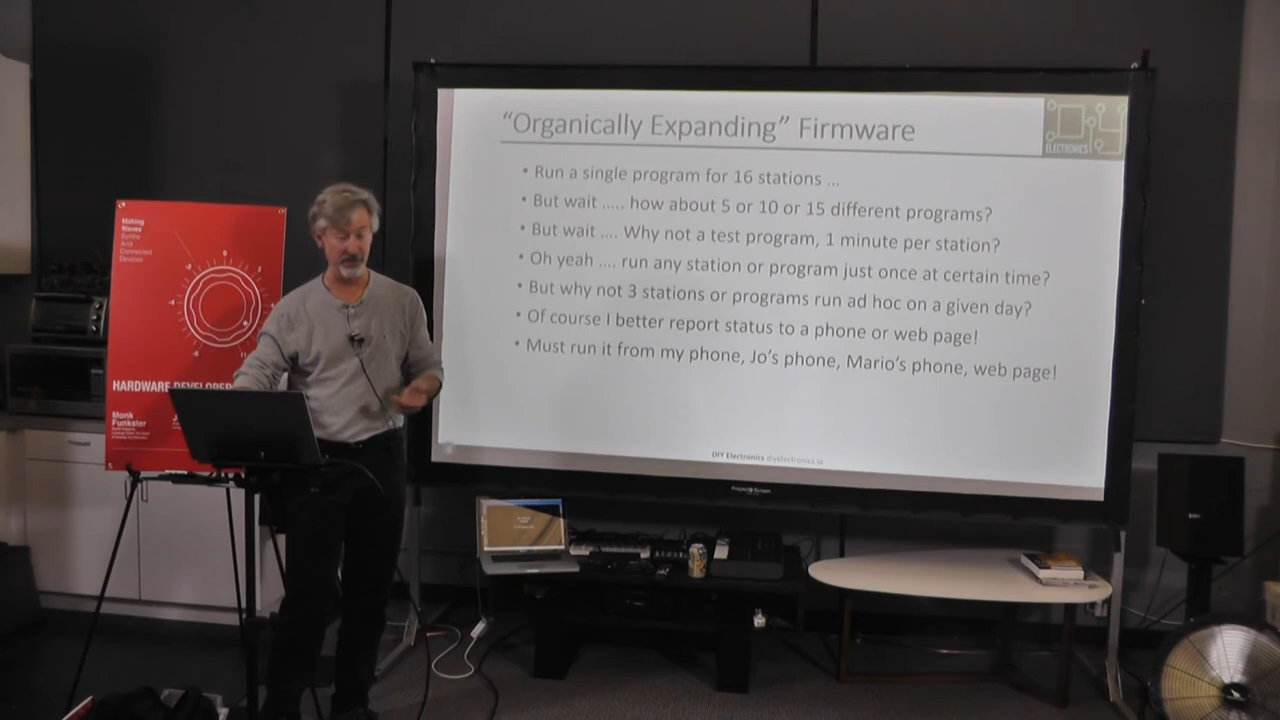 "Organically Expanding" Firmware
ELECTRONICS
• Run a single program for 16 stations ...
• But wait ..... how about 5 or 10 or 15 different programs?
• But wait .... Why not a test program, 1 minute per station?
• Oh yeah .... run any station or program just once at certain time?
• But why not 3 stations or programs run ad hoc on a given day?
• Of course I better report status to a phone or web page!
• Must run it from my phone, Jo's phone, Mario's phone, web page!
DIY Electronics diyelectronics.io
Making
Waves
Synths
And
Connected
Devices
HARDWARE DEVELOPER
Monk
Funkster